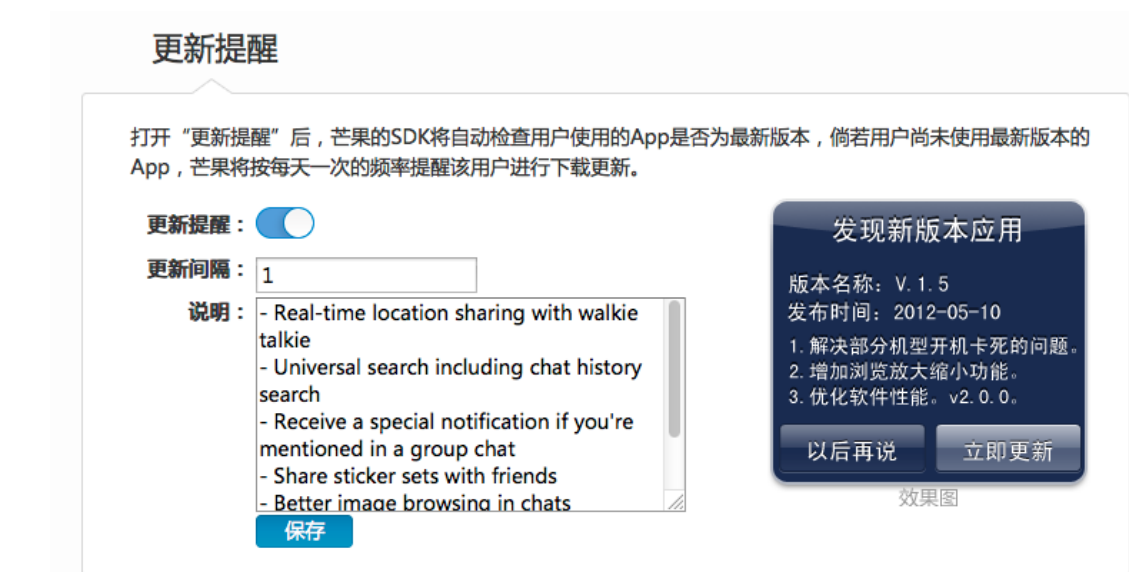 更新提醒
打开“更新提醒”后，芒果的SDK将自动检查用户使用的App是否为最新版本，倘若用户尚未使用最新版本的
App，芒果将按每天一次的频率提醒该用户进行下载更新。
更新提醒：
更新间隔：
1
说明：
- Real-time location sharing with walkie
talkie
- Universal search including chat history
search
- Receive a special notification if you're
mentioned in a group chat
- Share sticker sets with friends
- Better image browsing in chats
保存
发现新版本应用
版本名称：V.1.5
发布时间：2012-05-10
1.解决部分机型开机卡死的问题。
2.增加浏览放大缩小功能。
3.优化软件性能。v2.0.0。
以后再说
立即更新
效果图